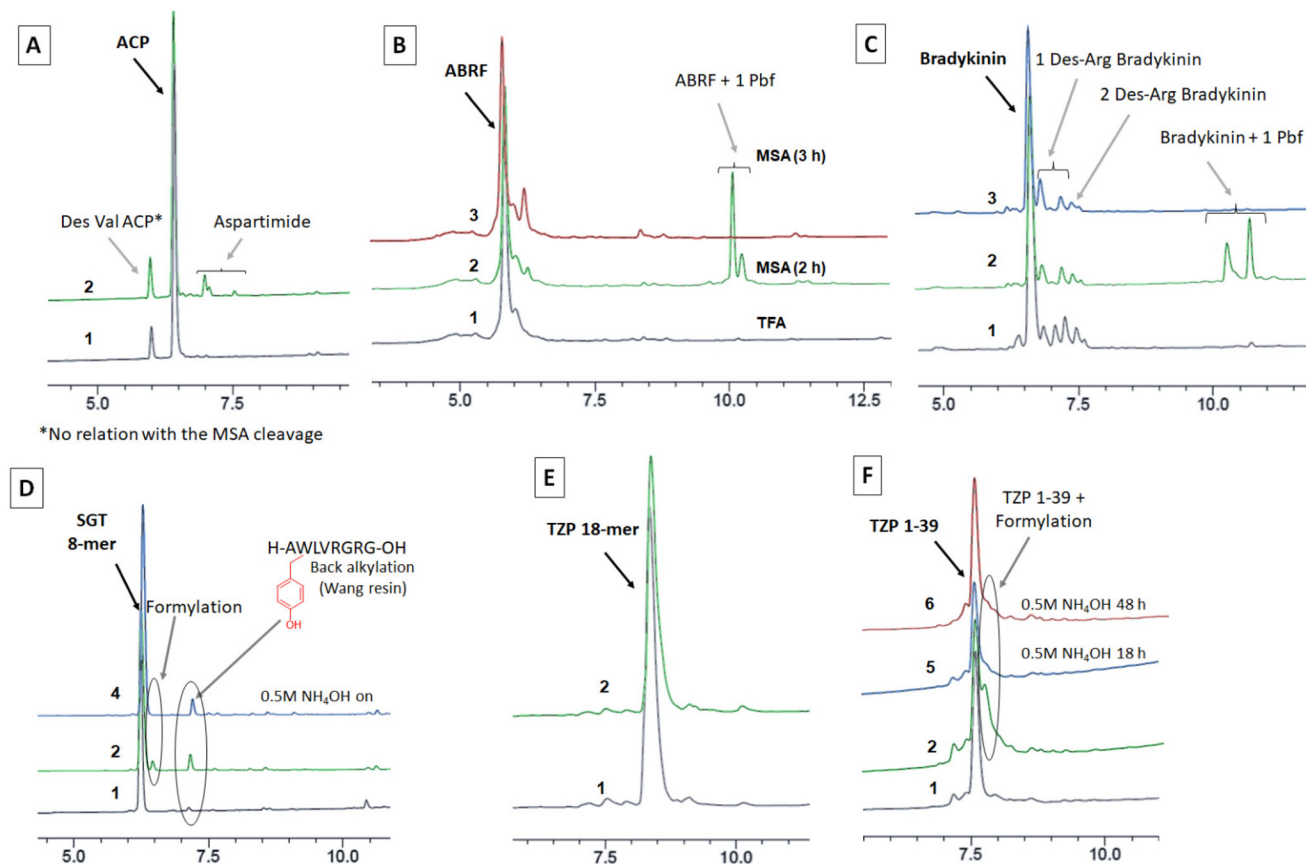 A
ACP
Des Val ACP*
Aspartimide
2
1
5.0
7.5
*No relation with the MSA cleavage
B
ABRF
ABRF + 1 Pbf
MSA (3 h)
3
MSA (2 h)
2
TFA
1
5.0
7.5
10.0
12.5
C
Bradykinin
1 Des-Arg Bradykinin
2 Des-Arg Bradykinin
Bradykinin + 1 Pbf
3
2
1
5.0
7.5
10.0
D
SGT
8-mer
H-AWLVRGRG-OH
Back alkylation
(Wang resin)
OH
Formylation
4
0.5M NH₄OH on
2
1
5.0
7.5
10.0
E
TZP 18-mer
2
1
7.5
10.0
F
TZP 1-39 +
Formylation
TZP 1-39
6
0.5M NH₄OH 48 h
5
0.5M NH₄OH 18 h
2
1
7.5
10.0